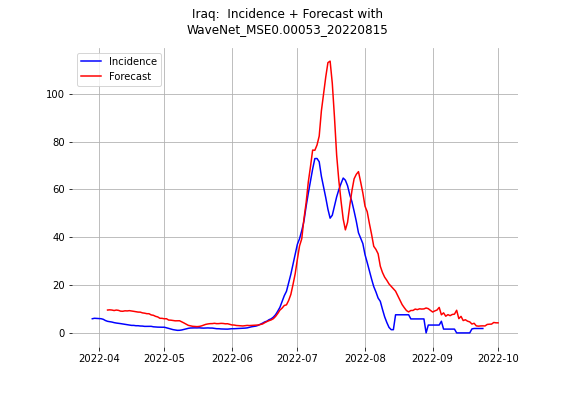 Iraq:  Incidence + Forecast with
WaveNet_MSE0.00053_20220815
Incidence
Forecast
100
80
60
40
20
0
2022-04 2022-05 2022-06 2022-07 2022-08 2022-09 2022-10